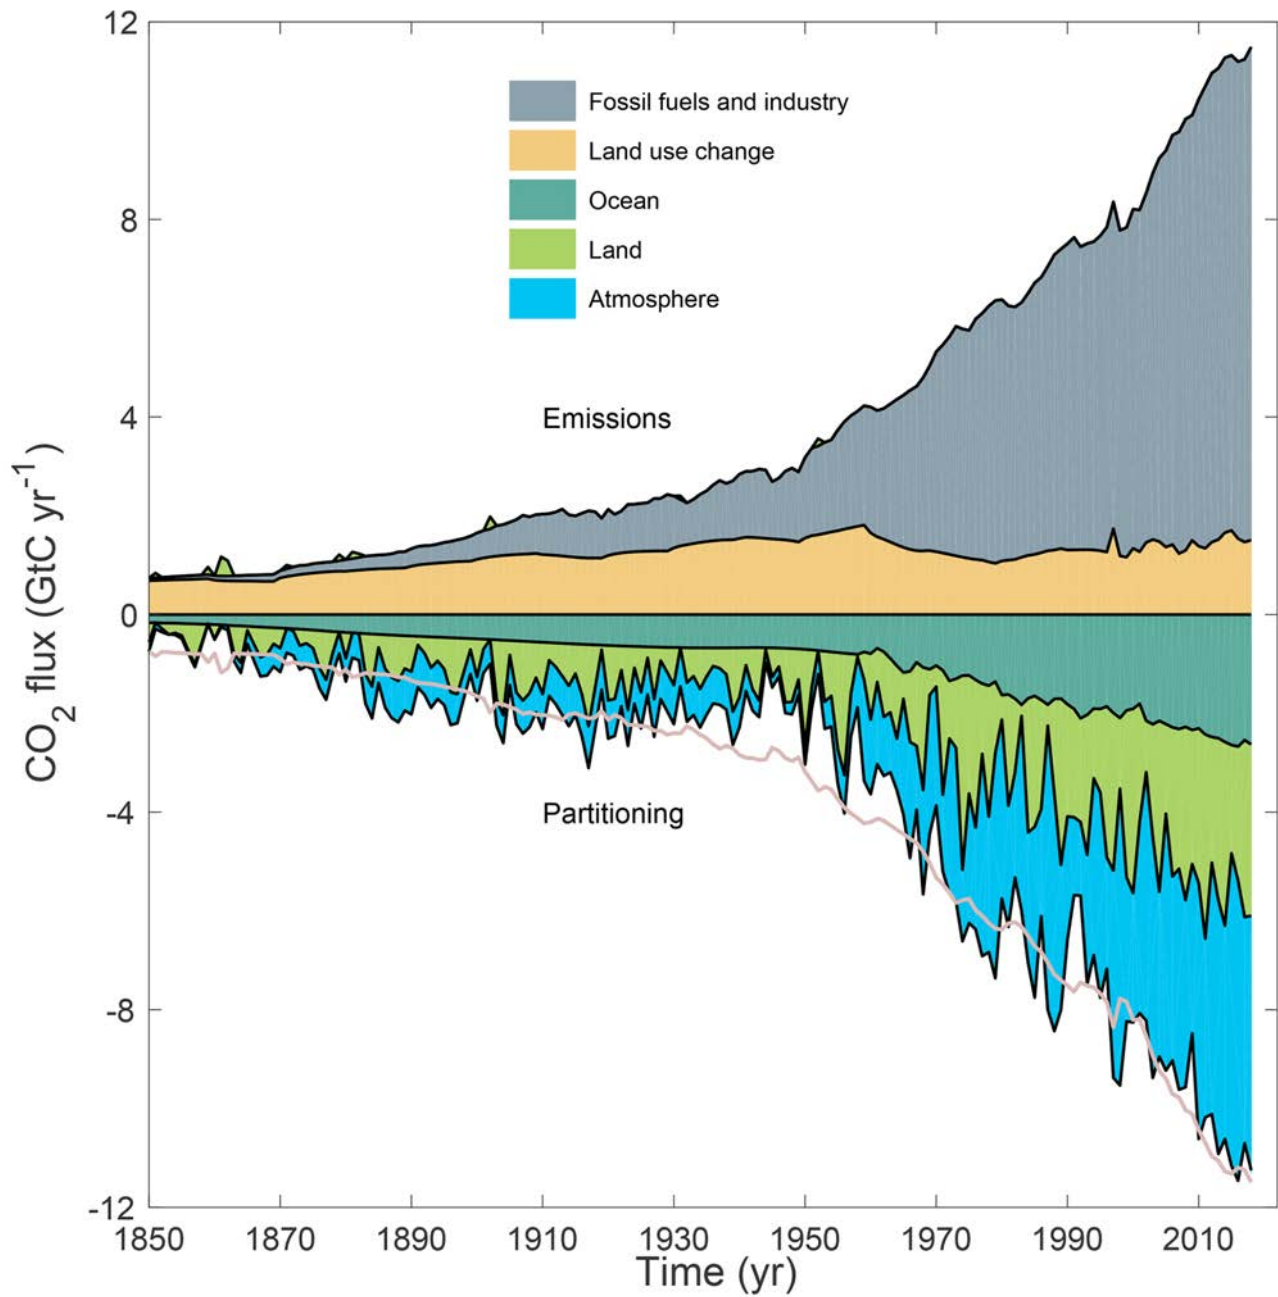 12
8
4
0
-4
-8
-12
CO2 flux (GtC yr-1)
Fossil fuels and industry
Land use change
Ocean
Land
Atmosphere
Emissions
Partitioning
1850 1870 1890 1910 1930 1950 1970 1990 2010
Time (yr)